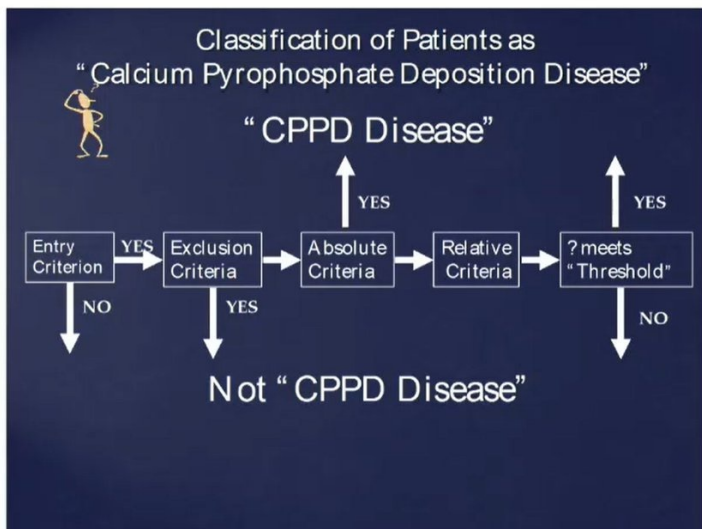 Classification of Patients as
“Calcium Pyrophosphate Deposition Disease”
“CPPD Disease”
YES
YES
Entry
Criterion
YES
Exclusion
Criteria
Absolute
Criteria
Relative
Criteria
? meets
“Threshold”
NO
YES
NO
Not “CPPD Disease”